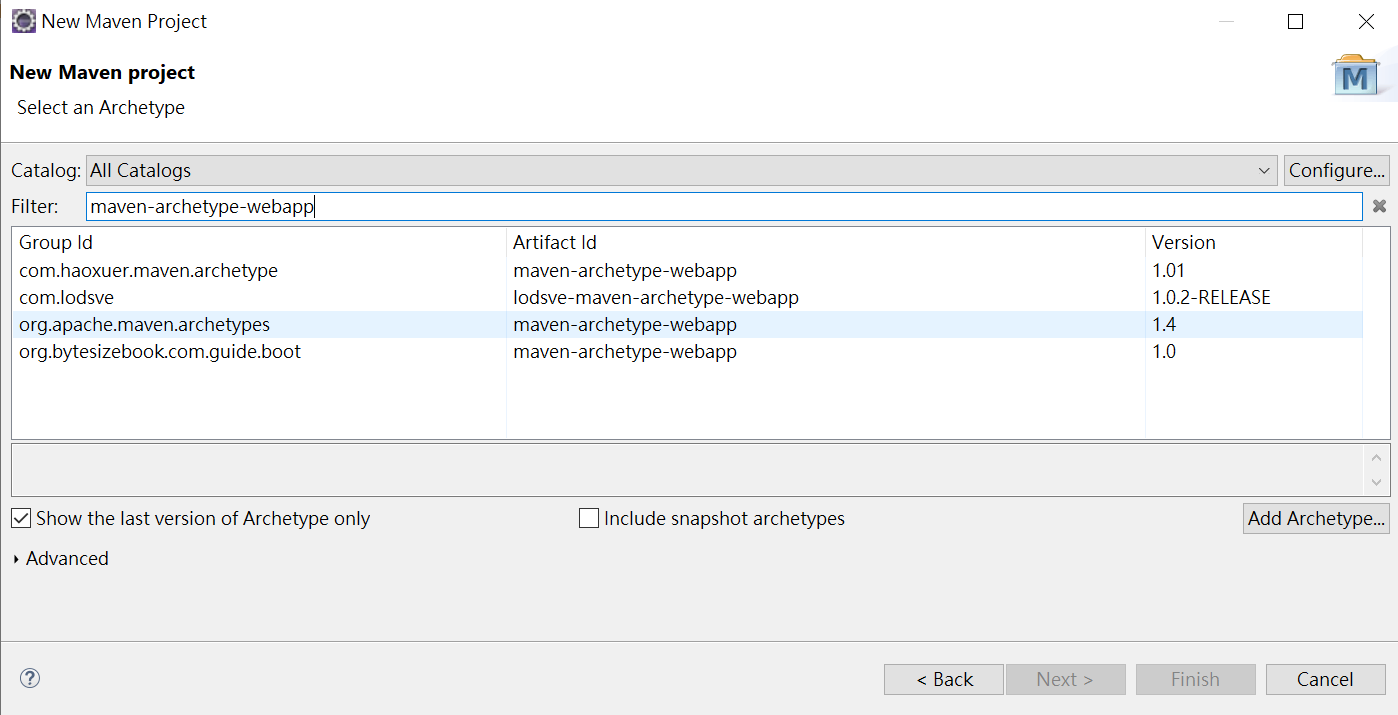 New Maven Project
New Maven project
Select an Archetype
M
Catalog: All Catalogs Configure...
Filter: maven-archetype-webapp
Group Id Artifact Id Version
com.haoxuer.maven.archetype maven-archetype-webapp 1.01
com.lodsve lodsve-maven-archetype-webapp 1.0.2-RELEASE
org.apache.maven.archetypes maven-archetype-webapp 1.4
org.bytesizebook.com.guide.boot maven-archetype-webapp 1.0
Show the last version of Archetype only Include snapshot archetypes Add Archetype...
Advanced
? < Back Next > Finish Cancel